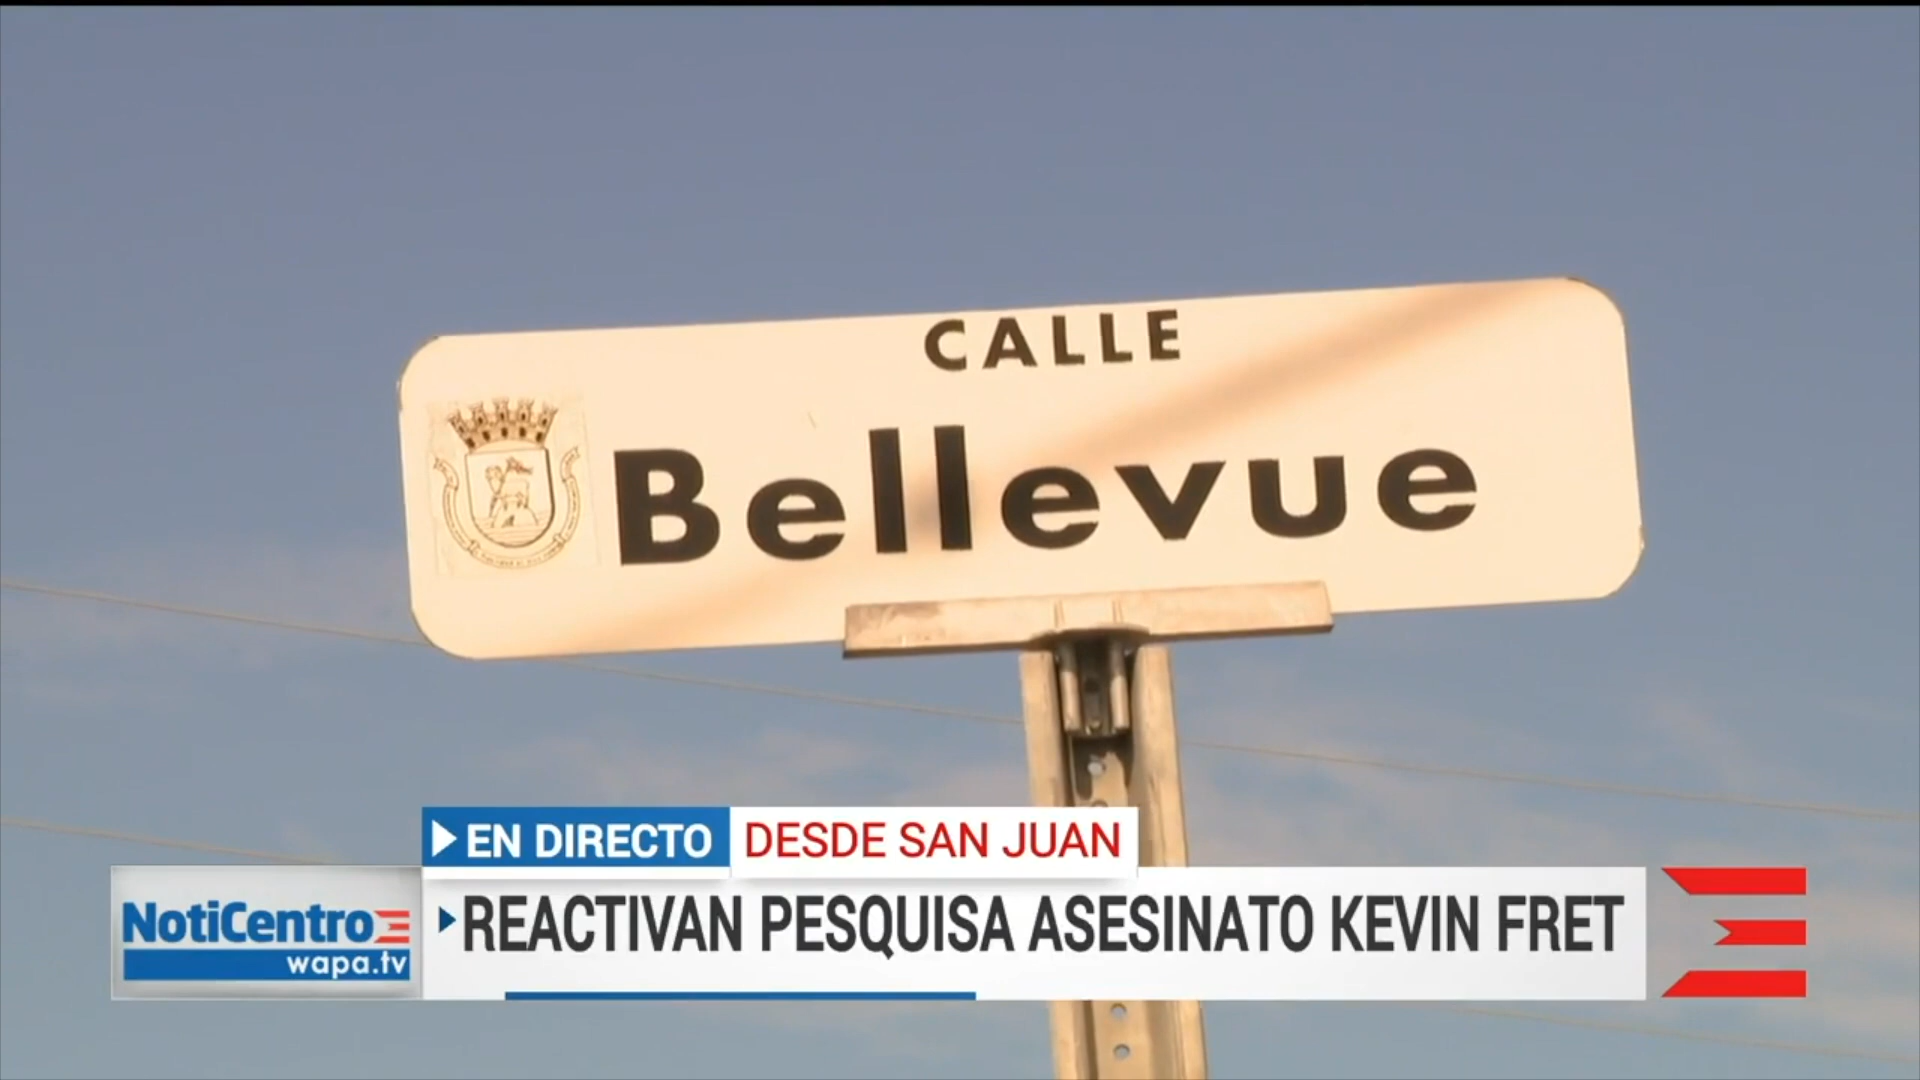 CALLE
Bellevue
EN DIRECTO DESDE SAN JUAN
REACTIVAN PESQUISA ASESINATO KEVIN FRET
NotiCentro
wapa.tv